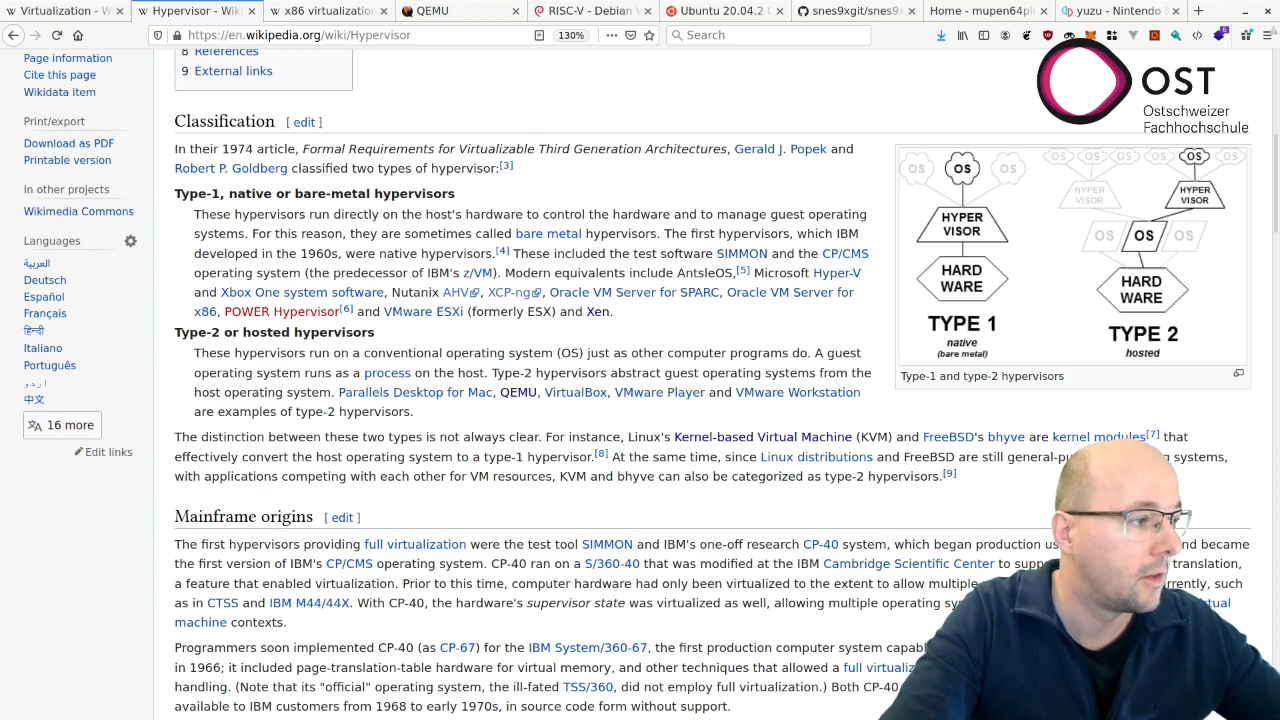 Virtualization - W
Hypervisor - Wiki
x86 virtualization
QEMU
RISC-V - Debian W
Ubuntu 20.04.2 L
snes9xgit/snes9x
Home - mupen64pl
yuzu - Nintendo S
https://en.wikipedia.org/wiki/Hypervisor
130%
Search
Page information
Cite this page
Wikidata item
Print/export
Download as PDF
Printable version
In other projects
Wikimedia Commons
Languages
العربية
Deutsch
Español
Français
हिन्दी
Italiano
Português
اردو
中文
16 more
Edit links
8 References
9 External links
OST
Ostschweizer
Fachhochschule
Classification [ edit ]
In their 1974 article, Formal Requirements for Virtualizable Third Generation Architectures, Gerald J. Popek and
Robert P. Goldberg classified two types of hypervisor:[3]
Type-1, native or bare-metal hypervisors
These hypervisors run directly on the host's hardware to control the hardware and to manage guest operating
systems. For this reason, they are sometimes called bare metal hypervisors. The first hypervisors, which IBM
developed in the 1960s, were native hypervisors.[4] These included the test software SIMMON and the CP/CMS
operating system (the predecessor of IBM's z/VM). Modern equivalents include AntsleOS,[5] Microsoft Hyper-V
and Xbox One system software, Nutanix AHV, XCP-ng, Oracle VM Server for SPARC, Oracle VM Server for
x86, POWER Hypervisor[6] and VMware ESXi (formerly ESX) and Xen.
Type-2 or hosted hypervisors
These hypervisors run on a conventional operating system (OS) just as other computer programs do. A guest
operating system runs as a process on the host. Type-2 hypervisors abstract guest operating systems from the
host operating system. Parallels Desktop for Mac, QEMU, VirtualBox, VMware Player and VMware Workstation
are examples of type-2 hypervisors.
OS OS OS
HYPER
VISOR
HARD
WARE
TYPE 1
native
(bare metal)
OS OS OS OS OS OS
HYPER
VISOR
HYPER
VISOR
OS OS OS
HARD
WARE
TYPE 2
hosted
Type-1 and type-2 hypervisors
The distinction between these two types is not always clear. For instance, Linux's Kernel-based Virtual Machine (KVM) and FreeBSD's bhyve are kernel modules[7] that
effectively convert the host operating system to a type-1 hypervisor.[8] At the same time, since Linux distributions and FreeBSD are still general-systems,
with applications competing with each other for VM resources, KVM and bhyve can also be categorized as type-2 hypervisors.[9]
Mainframe origins [ edit ]
The first hypervisors providing full virtualization were the test tool SIMMON and IBM's one-off research CP-40 system, which began production and became
the first version of IBM's CP/CMS operating system. CP-40 ran on a S/360-40 that was modified at the IBM Cambridge Scientific Center to translation,
a feature that enabled virtualization. Prior to this time, computer hardware had only been virtualized to the extent to allow multiple such
as in CTSS and IBM M44/44X. With CP-40, the hardware's supervisor state was virtualized as well, allowing multiple operating
machine contexts.
Programmers soon implemented CP-40 (as CP-67) for the IBM System/360-67, the first production computer system
in 1966; it included page-translation-table hardware for virtual memory, and other techniques that allowed a full
handling. (Note that its "official" operating system, the ill-fated TSS/360, did not employ full virtualization.) Both CP-40
available to IBM customers from 1968 to early 1970s, in source code form without support.